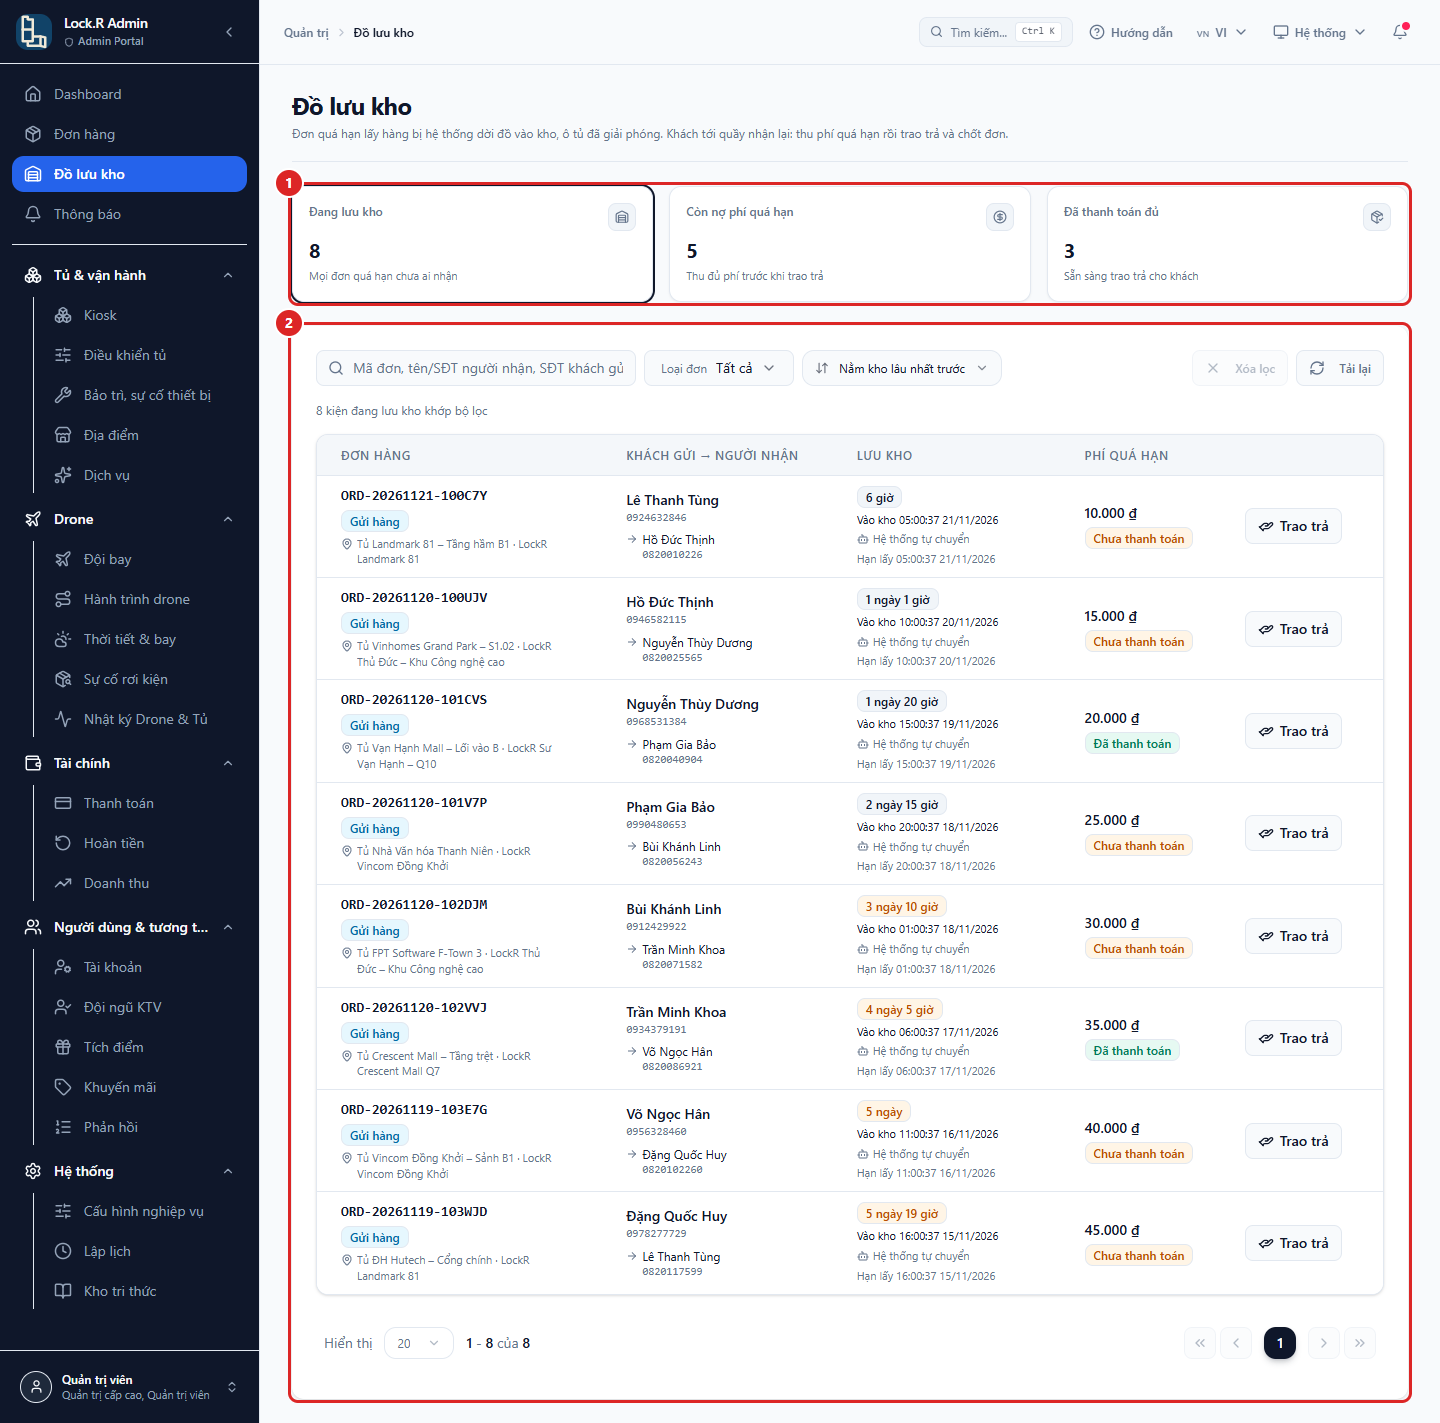 Lock.R Admin
Admin Portal
Dashboard
Đơn hàng
Đồ lưu kho
Thông báo
Tủ & vận hành
Kiosk
Điều khiển tủ
Bảo trì, sự cố thiết bị
Địa điểm
Dịch vụ
Drone
Đội bay
Hành trình drone
Thời tiết & bay
Sự cố rơi kiện
Nhật ký Drone & Tủ
Tài chính
Thanh toán
Hoàn tiền
Doanh thu
Người dùng & tương t...
Tài khoản
Đội ngũ KTV
Tích điểm
Khuyến mãi
Phản hồi
Hệ thống
Cấu hình nghiệp vụ
Lập lịch
Kho tri thức
Quản trị viên
Quản trị cấp cao, Quản trị viên
Quản trị > Đồ lưu kho
Tìm kiếm... Ctrl K
Hướng dẫn
VN VI
Hệ thống
Đồ lưu kho
Đơn quá hạn lấy hàng bị hệ thống dời đồ vào kho, ô tủ đã giải phóng. Khách tới quầy nhận lại: thu phí quá hạn rồi trao trả và chốt đơn.
1
Đang lưu kho
8
Mọi đơn quá hạn chưa ai nhận
Còn nợ phí quá hạn
5
Thu đủ phí trước khi trao trả
Đã thanh toán đủ
3
Sẵn sàng trao trả cho khách
2
Mã đơn, tên/SĐT người nhận, SĐT khách gử
Loại đơn Tất cả
Nằm kho lâu nhất trước
Xóa lọc
Tải lại
8 kiện đang lưu kho khớp bộ lọc
ĐƠN HÀNG KHÁCH GỬI → NGƯỜI NHẬN LƯU KHO PHÍ QUÁ HẠN
ORD-20261121-100C7Y
Gửi hàng
Tủ Landmark 81 – Tầng hầm B1 · LockR
Landmark 81
Lê Thanh Tùng
0924632846
→ Hồ Đức Thịnh
0820010226
6 giờ
Vào kho 05:00:37 21/11/2026
Hệ thống tự chuyển
Hạn lấy 05:00:37 21/11/2026
10.000 ₫
Chưa thanh toán
Trao trả
ORD-20261120-100UJV
Gửi hàng
Tủ Vinhomes Grand Park – S1.02 · LockR
Thủ Đức – Khu Công nghệ cao
Hồ Đức Thịnh
0946582115
→ Nguyễn Thùy Dương
0820025565
1 ngày 1 giờ
Vào kho 10:00:37 20/11/2026
Hệ thống tự chuyển
Hạn lấy 10:00:37 20/11/2026
15.000 ₫
Chưa thanh toán
Trao trả
ORD-20261120-101CVS
Gửi hàng
Tủ Vạn Hạnh Mall – Lối vào B · LockR Sư
Vạn Hạnh – Q10
Nguyễn Thùy Dương
0968531384
→ Phạm Gia Bảo
0820040904
1 ngày 20 giờ
Vào kho 15:00:37 19/11/2026
Hệ thống tự chuyển
Hạn lấy 15:00:37 19/11/2026
20.000 ₫
Đã thanh toán
Trao trả
ORD-20261120-101V7P
Gửi hàng
Tủ Nhà Văn hóa Thanh Niên · LockR
Vincom Đồng Khởi
Phạm Gia Bảo
0990480653
→ Bùi Khánh Linh
0820056243
2 ngày 15 giờ
Vào kho 20:00:37 18/11/2026
Hệ thống tự chuyển
Hạn lấy 20:00:37 18/11/2026
25.000 ₫
Chưa thanh toán
Trao trả
ORD-20261120-102DJM
Gửi hàng
Tủ FPT Software F-Town 3 · LockR Thủ
Đức – Khu Công nghệ cao
Bùi Khánh Linh
0912429922
→ Trần Minh Khoa
0820071582
3 ngày 10 giờ
Vào kho 01:00:37 18/11/2026
Hệ thống tự chuyển
Hạn lấy 01:00:37 18/11/2026
30.000 ₫
Chưa thanh toán
Trao trả
ORD-20261120-102VVJ
Gửi hàng
Tủ Crescent Mall – Tầng trệt · LockR
Crescent Mall Q7
Trần Minh Khoa
0934379191
→ Võ Ngọc Hân
0820086921
4 ngày 5 giờ
Vào kho 06:00:37 17/11/2026
Hệ thống tự chuyển
Hạn lấy 06:00:37 17/11/2026
35.000 ₫
Đã thanh toán
Trao trả
ORD-20261119-103E7G
Gửi hàng
Tủ Vincom Đồng Khởi – Sảnh B1 · LockR
Vincom Đồng Khởi
Võ Ngọc Hân
0956328460
→ Đặng Quốc Huy
0820102260
5 ngày
Vào kho 11:00:37 16/11/2026
Hệ thống tự chuyển
Hạn lấy 11:00:37 16/11/2026
40.000 ₫
Chưa thanh toán
Trao trả
ORD-20261119-103WJD
Gửi hàng
Tủ ĐH Hutech – Cổng chính · LockR
Landmark 81
Đặng Quốc Huy
0978277729
→ Lê Thanh Tùng
0820117599
5 ngày 19 giờ
Vào kho 16:00:37 15/11/2026
Hệ thống tự chuyển
Hạn lấy 16:00:37 15/11/2026
45.000 ₫
Chưa thanh toán
Trao trả
Hiển thị 20 1 - 8 của 8
« ‹ 1 › »